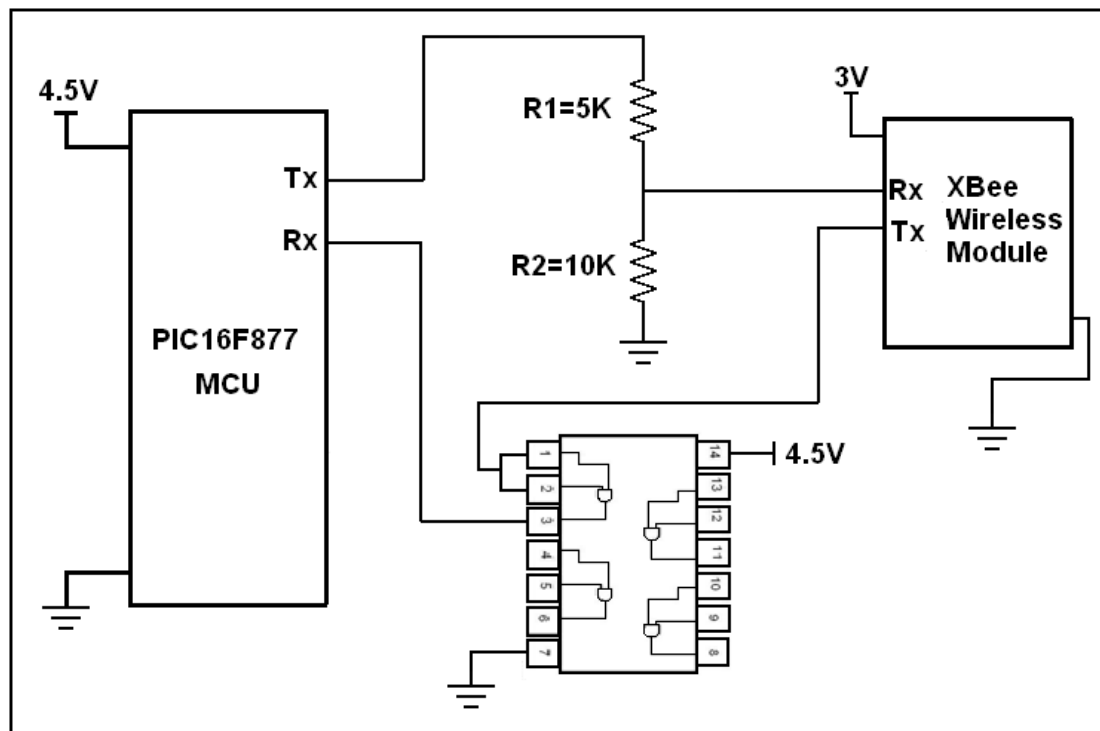 4.5V
Tx
Rx
PIC16F877
MCU
R1=5K
R2=10K
3V
Rx
Tx
XBee
Wireless
Module
4.5V
1
2
3
4
5
6
7
14
13
12
11
10
9
8